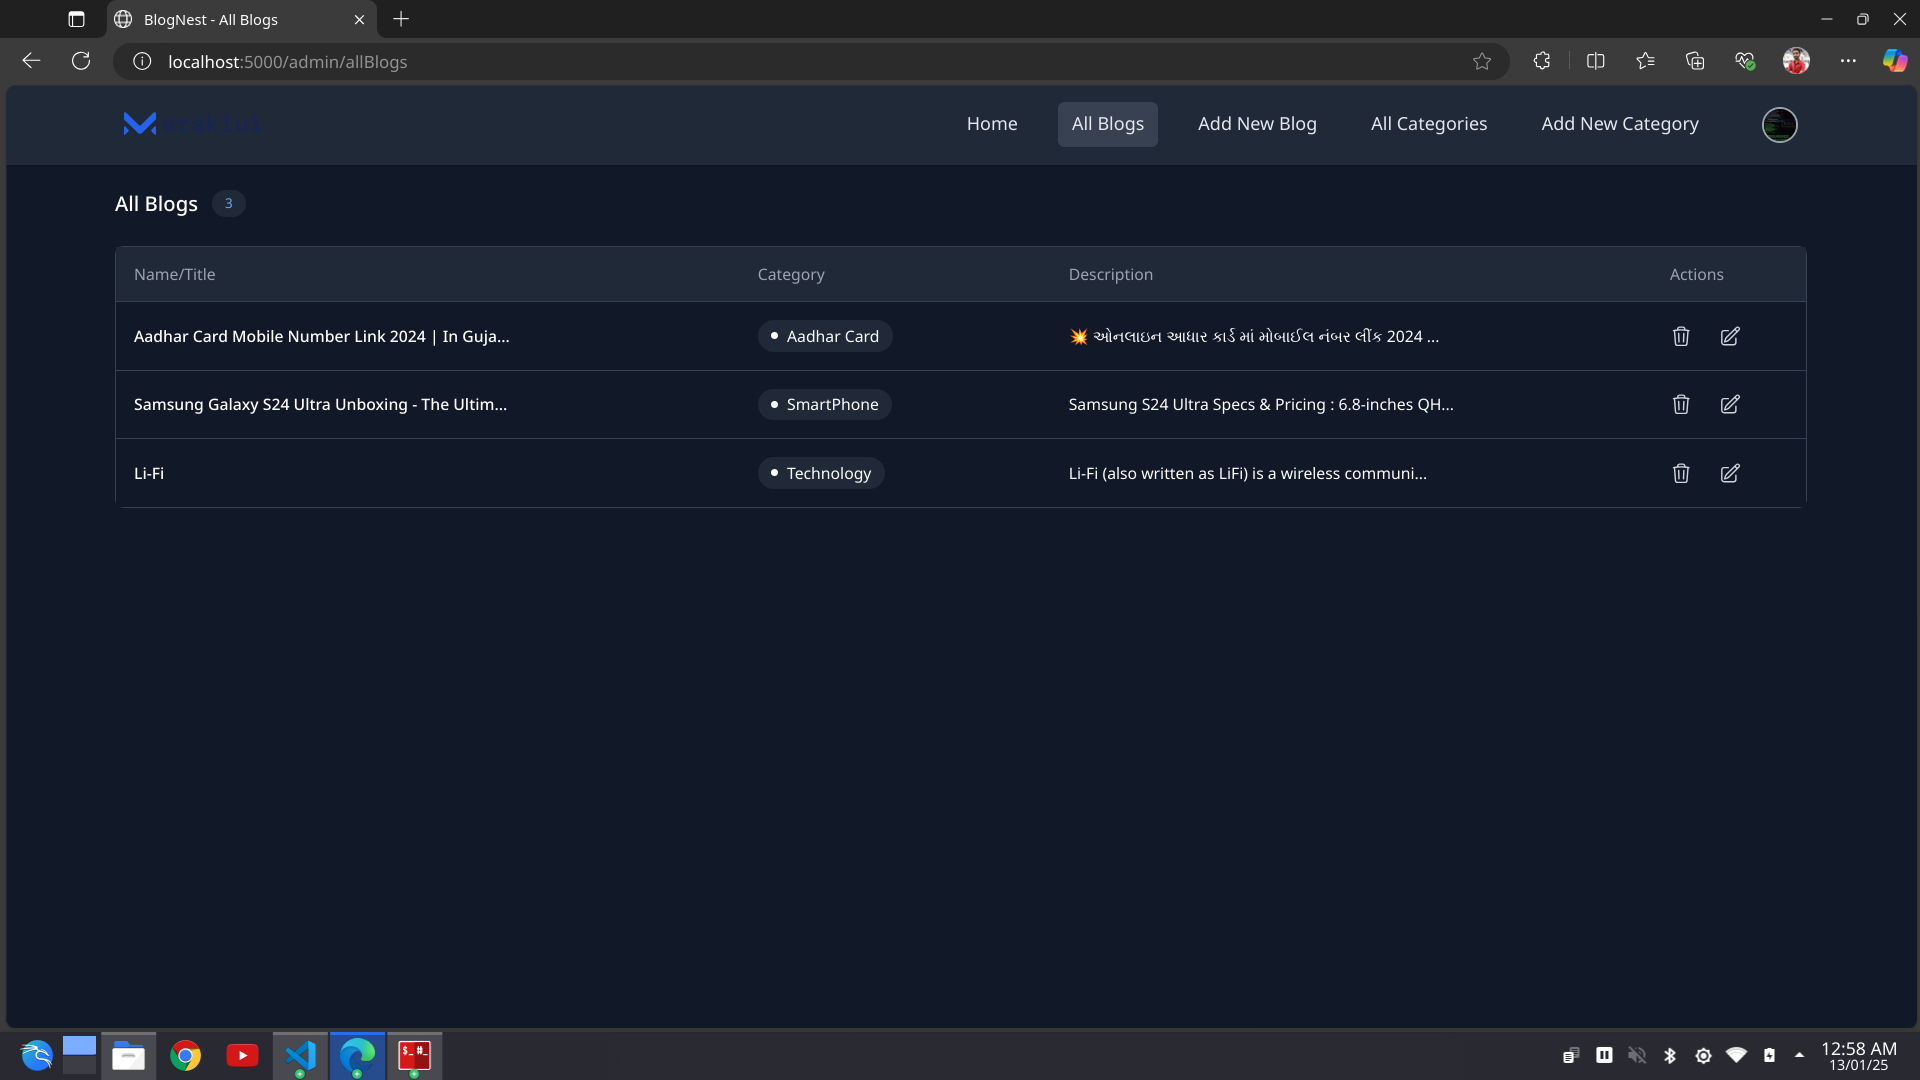 BlogNest - All Blogs
localhost:5000/admin/allBlogs
Home All Blogs Add New Blog All Categories Add New Category
All Blogs 3
Name/Title Category Description Actions
Aadhar Card Mobile Number Link 2024 | In Guja... Aadhar Card 💥 ઓનલાઇન આધાર કાર્ડ માં મોબાઈલ નંબર લીંક 2024 ...
Samsung Galaxy S24 Ultra Unboxing - The Ultim... SmartPhone Samsung S24 Ultra Specs & Pricing : 6.8-inches QH...
Li-Fi Technology Li-Fi (also written as LiFi) is a wireless communi...
$_ #_
12:58 AM
13/01/25